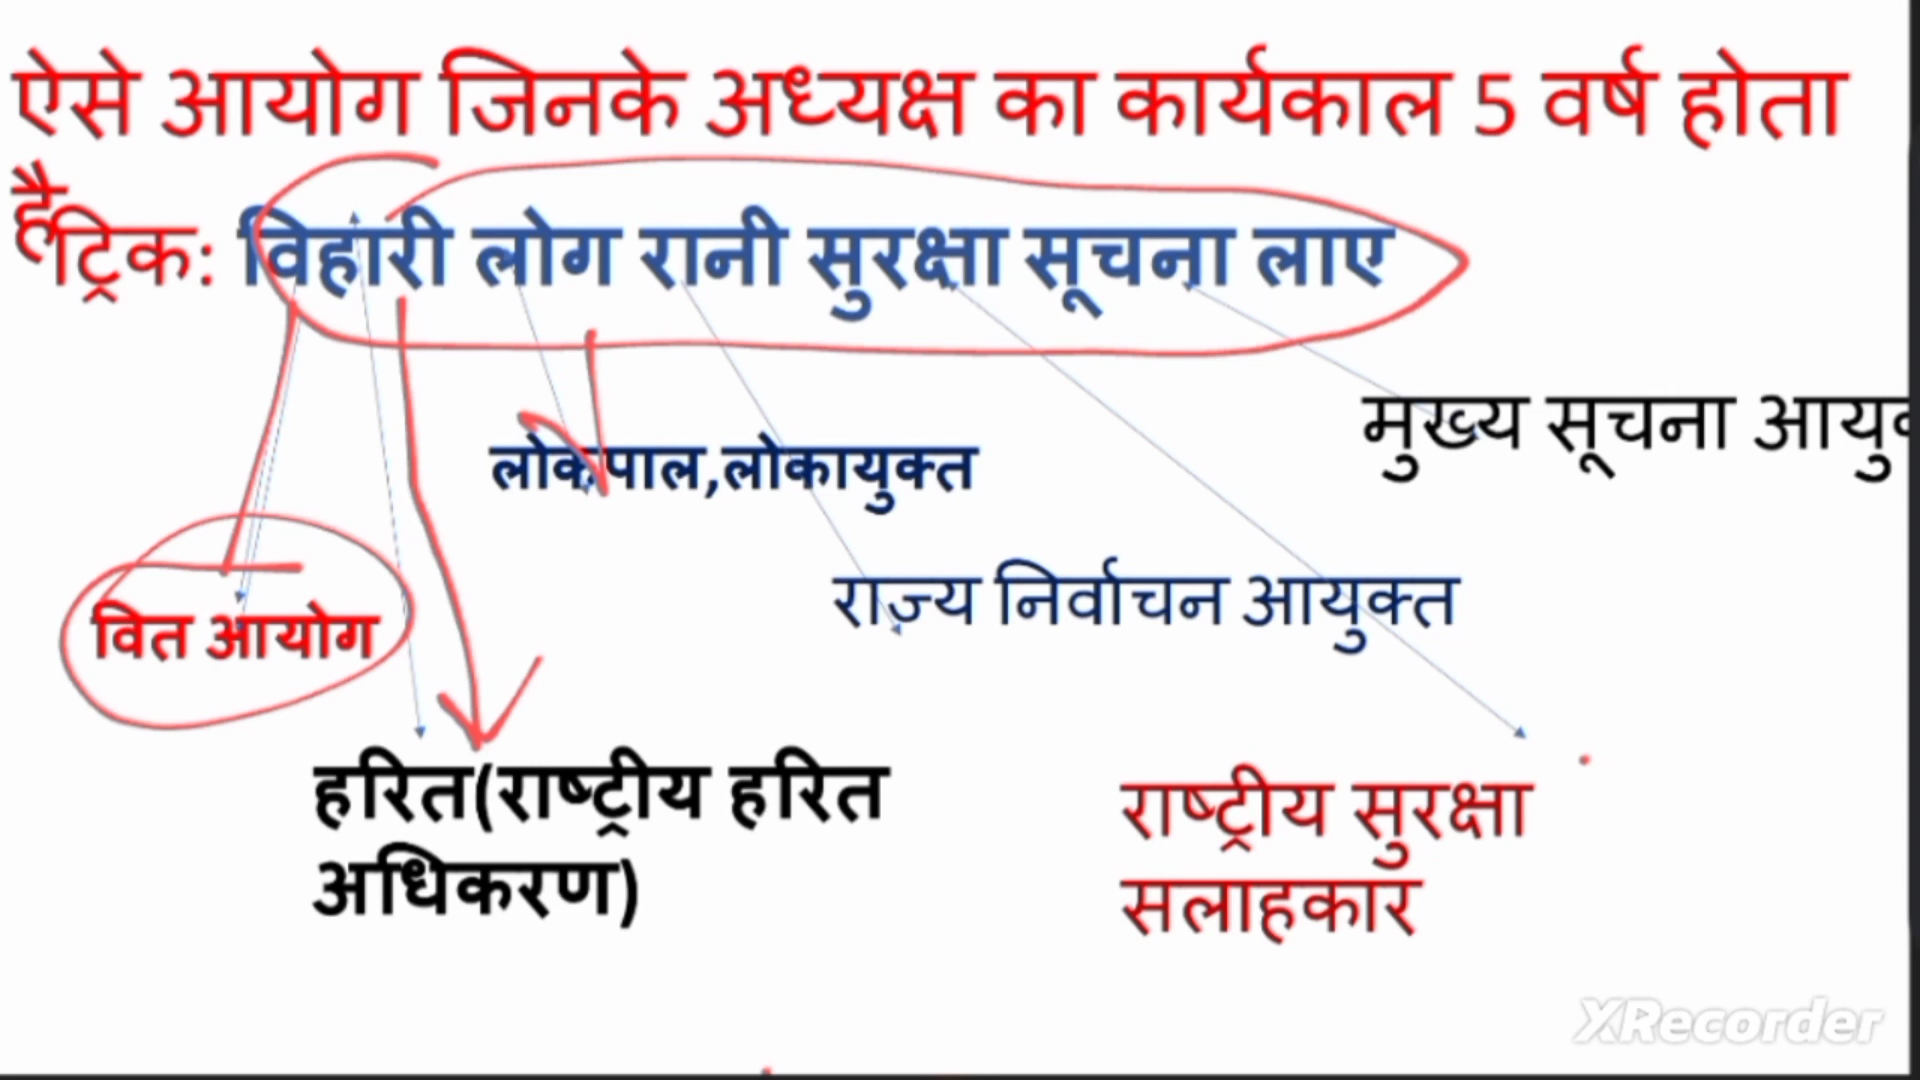 ऐसे आयोग जिनके अध्यक्ष का कार्यकाल 5 वर्ष होता
है
ट्रिक: विहारी लोग रानी सुरक्षा सूचना लाए
मुख्य सूचना
लोकपाल,लोकायुक्त
राज्य निर्वाचन आयुक्त
वित आयोग
हरित(राष्ट्रीय हरित
अधिकरण)
राष्ट्रीय सुरक्षा
सलाहकार
XRecorder